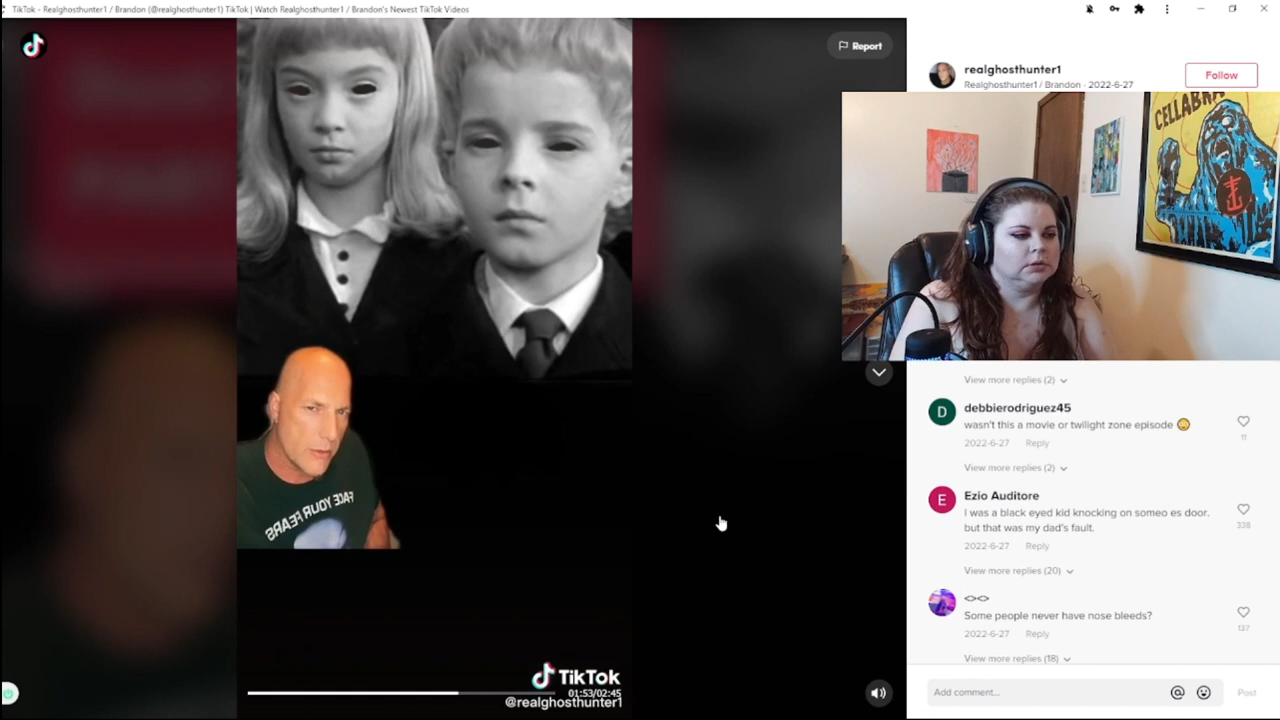 TikTok - Realghosthunter1 / Brandon (@realghosthunter1) TikTok | Watch Realghosthunter1 / Brandon's Newest TikTok Videos
Report
realghosthunter1
Realghosthunter1 / Brandon · 2022-6-27
Follow
CELLABRA
FACE YOUR FEARS
View more replies (2)
D
debbierodriguez45
wasn't this a movie or twilight zone episode 😳
2022-6-27 Reply
11
View more replies (2)
E
Ezio Auditore
I was a black eyed kid knocking on someo es door.
but that was my dad's fault.
338
2022-6-27 Reply
View more replies (20)
<><>
Some people never have nose bleeds?
137
2022-6-27 Reply
View more replies (18)
TikTok
01:53/02:45
@realghosthunter1
Add comment...
Post